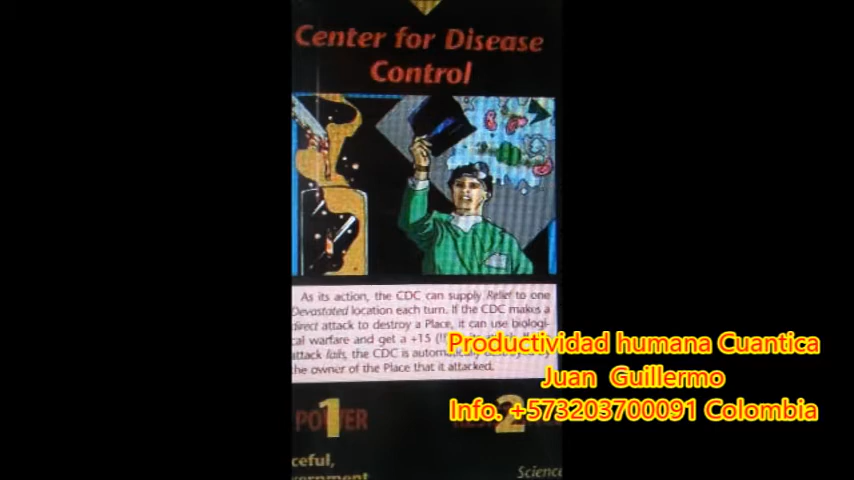 Center for Disease
Control
As its action, the CDC can supply Relief to one
Devastated location each turn. If the CDC makes a
direct attack to destroy a Place, it can use biologi-
cal warfare and get a +15
attack fails, the CDC is
the owner of the Place that it attacked.
Productividad humana Cuantica
Juan Guillermo
Info. +573203700091 Colombia
POWER
1
2
Science